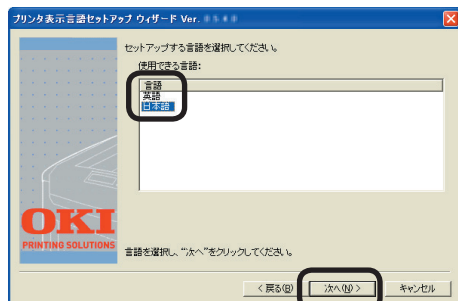 プリンタ表示言語セットアップ ウィザード Ver.
セットアップする言語を選択してください。
使用できる言語:
言語
英語
日本語
OKI
PRINTING SOLUTIONS
言語を選択し、"次へ"をクリックしてください。
< 戻る(B)
次へ(N) >
キャンセル